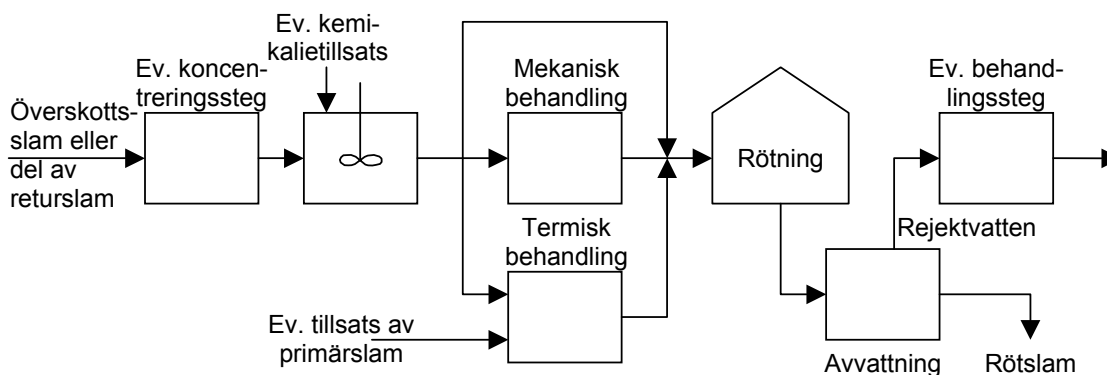 Ev. kemi-
kalietillsats
Ev. koncen-
treringssteg
Överskotts-
slam eller
del av
returslam
Mekanisk
behandling
Termisk
behandling
Ev. tillsats av
primärslam
Rötning
Ev. behand-
lingssteg
Rejektvatten
Avvattning
Rötslam